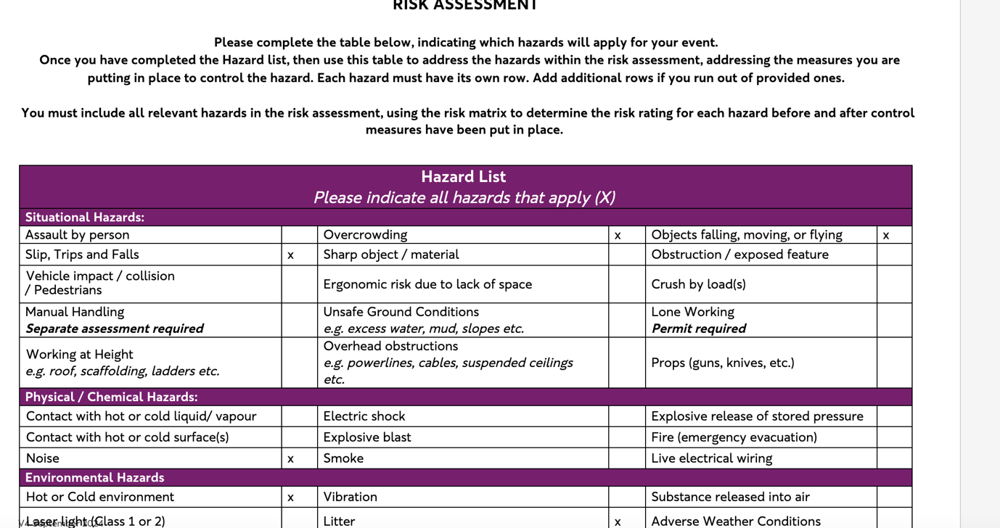 RISK ASSESSMENT
Please complete the table below, indicating which hazards will apply for your event.
Once you have completed the Hazard list, then use this table to address the hazards within the risk assessment, addressing the measures you are
putting in place to control the hazard. Each hazard must have its own row. Add additional rows if you run out of provided ones.
You must include all relevant hazards in the risk assessment, using the risk matrix to determine the risk rating for each hazard before and after control
measures have been put in place.
Hazard List
Please indicate all hazards that apply (X)
Situational Hazards:
Assault by person Overcrowding x Objects falling, moving, or flying x
Slip, Trips and Falls x Sharp object / material Obstruction / exposed feature
Vehicle impact / collision
/ Pedestrians
Ergonomic risk due to lack of space
Crush by load(s)
Manual Handling
Separate assessment required
Unsafe Ground Conditions
e.g. excess water, mud, slopes etc.
Lone Working
Permit required
Working at Height
e.g. roof, scaffolding, ladders etc.
Overhead obstructions
e.g. powerlines, cables, suspended ceilings
etc.
Props (guns, knives, etc.)
Physical / Chemical Hazards:
Contact with hot or cold liquid/ vapour Electric shock Explosive release of stored pressure
Contact with hot or cold surface(s) Explosive blast Fire (emergency evacuation)
Noise x Smoke Live electrical wiring
Environmental Hazards
Hot or Cold environment x Vibration Substance released into air
Laser light (Class 1 or 2) Litter x Adverse Weather Conditions
V4 September 2024